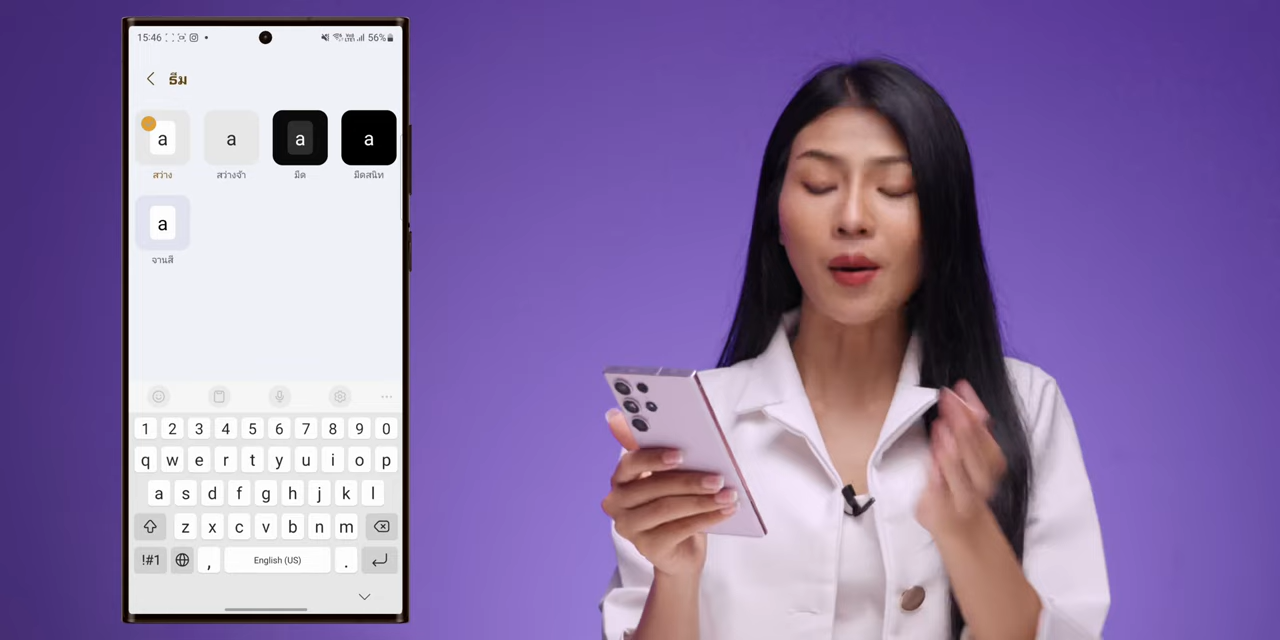 15:46 56%
ธีม
a a a a
สว่าง สว่างจ้า มืด มืดสนิท
a
จานสี
1 2 3 4 5 6 7 8 9 0
q w e r t y u i o p
a s d f g h j k l
z x c v b n m
!#1 , English (US) .